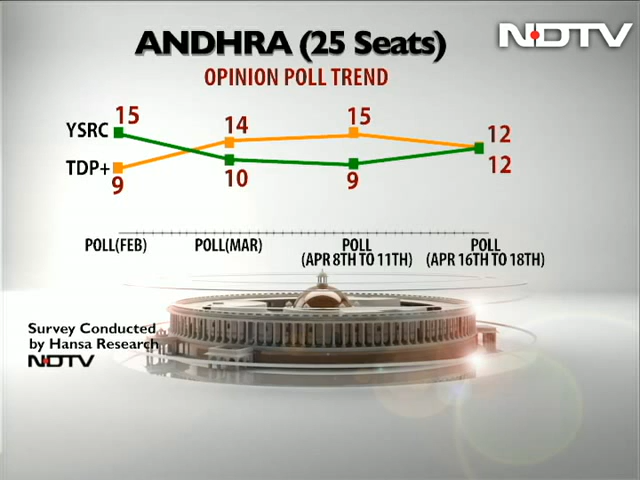 ANDHRA (25 Seats)
NDTV
OPINION POLL TREND
YSRC
15
14
15
12
TDP+
9
10
9
12
POLL(FEB)
POLL(MAR)
POLL
(APR 8TH TO 11TH)
POLL
(APR 16TH TO 18TH)
Survey Conducted
by Hansa Research
NDTV